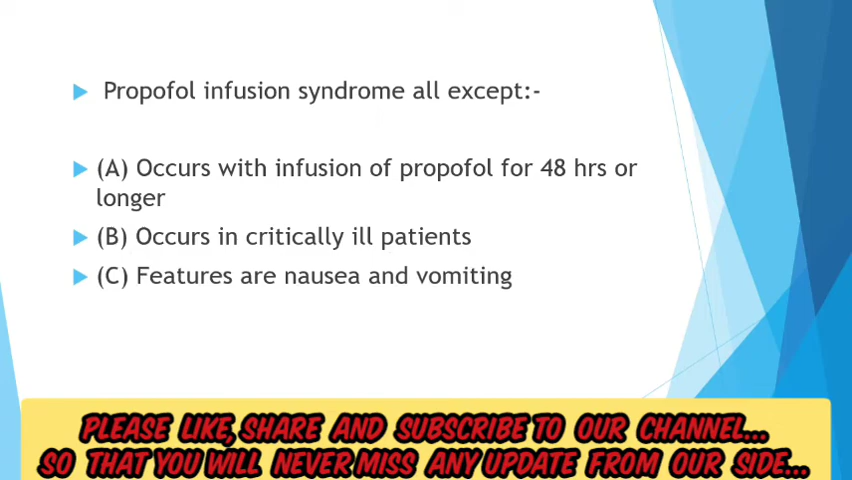 Propofol infusion syndrome all except:-
(A) Occurs with infusion of propofol for 48 hrs or
longer
(B) Occurs in critically ill patients
(C) Features are nausea and vomiting
PLEASE LIKE, SHARE AND SUBSCRIBE TO OUR CHANNEL...
SO THAT YOU WILL NEVER MISS ANY UPDATE FROM OUR SIDE...